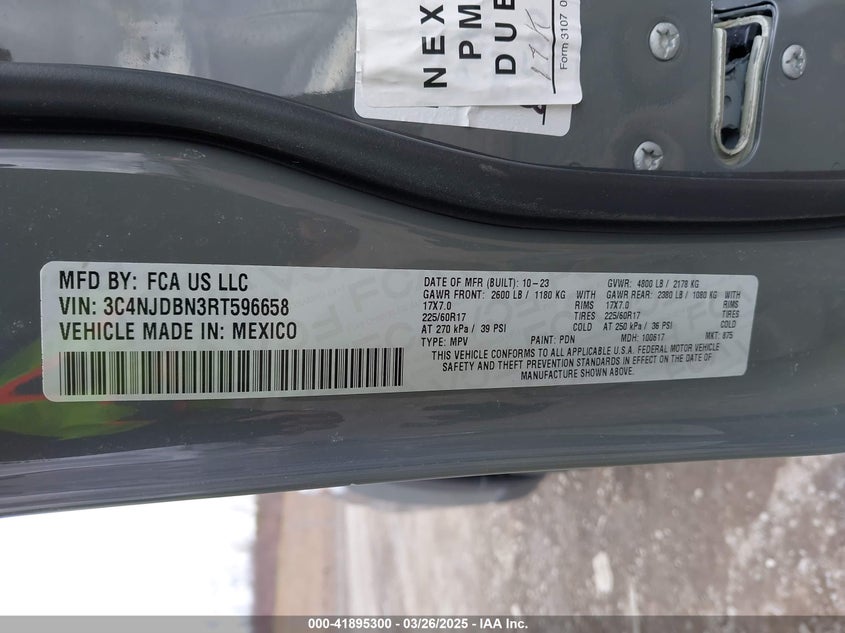 NEX
PM
DUE
Form 3107 0
MFD BY: FCA US LLC
VIN: 3C4NJDBN3RT596658
VEHICLE MADE IN: MEXICO
DATE OF MFR (BUILT): 10-23 GVWR: 4800 LB / 2178 KG
GAWR FRONT: 2600 LB / 1180 KG WITH GAWR REAR: 2380 LB / 1080 KG WITH
17X7.0 RIMS 17X7.0 RIMS
225/60R17 TIRES 225/60R17 TIRES
AT 270 kPa / 39 PSI COLD AT 250 kPa / 36 PSI COLD
TYPE: MPV PAINT: PDN MDH: 100617 MKT: 875
THIS VEHICLE CONFORMS TO ALL APPLICABLE U.S.A. FEDERAL MOTOR VEHICLE
SAFETY AND THEFT PREVENTION STANDARDS IN EFFECT ON THE DATE OF
MANUFACTURE SHOWN ABOVE.
000-41895300 - 03/26/2025 - IAA Inc.